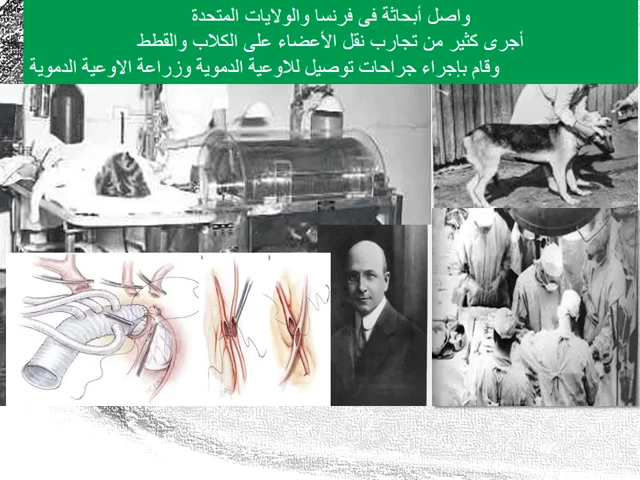 واصل أبحاثة فى فرنسا والولايات المتحدة
أجرى كثير من تجارب نقل الأعضاء على الكلاب والقطط
وقام بإجراء جراحات توصيل للاوعية الدموية وزراعة الاوعية الدموية